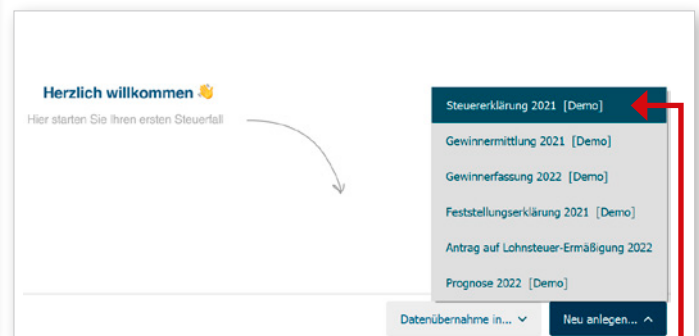 Herzlich willkommen 👋
Hier starten Sie Ihren ersten Steuerfall
Steuererklärung 2021 [Demo]
Gewinnermittlung 2021 [Demo]
Gewinnerfassung 2022 [Demo]
Feststellungserklärung 2021 [Demo]
Antrag auf Lohnsteuer-Ermäßigung 2022
Prognose 2022 [Demo]
Datenübernahme in...
Neu anlegen...